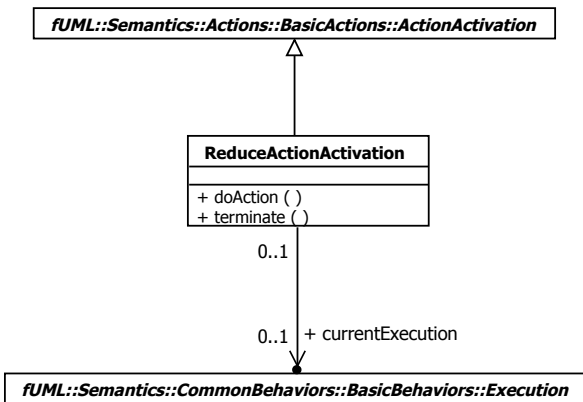 fUML::Semantics::Actions::BasicActions::ActionActivation
ReduceActionActivation
+ doAction ( )
+ terminate ( )
0..1
0..1 + currentExecution
fUML::Semantics::CommonBehaviors::BasicBehaviors::Execution